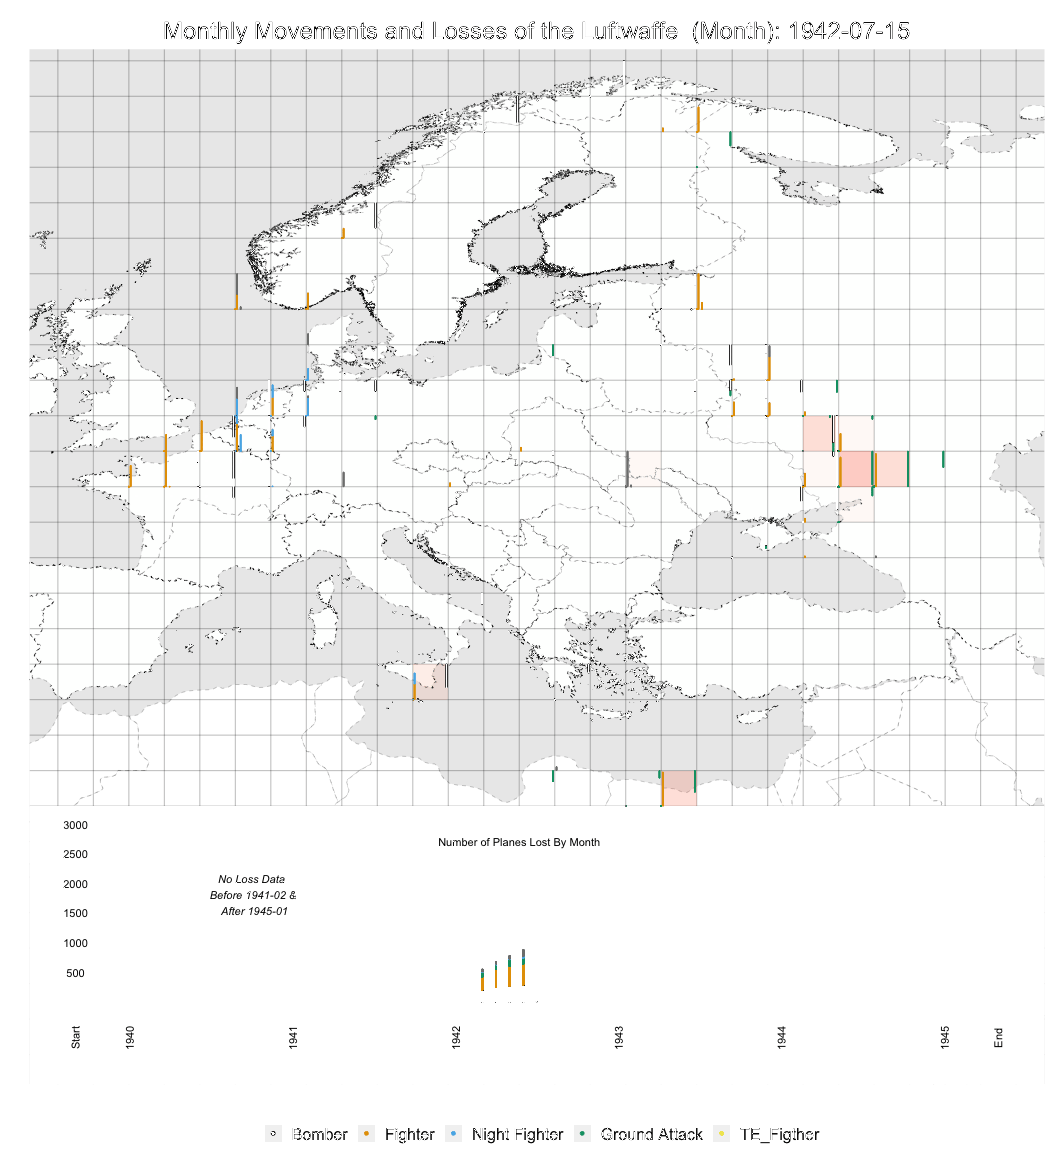 Monthly Movements and Losses of the Luftwaffe (Month): 1942-07-15
3000
Number of Planes Lost By Month
2500
2000
No Loss Data
Before 1941-02 &
After 1945-01
1500
1000
500
Start
1940
1941
1942
1943
1944
1945
End
Bomber
Fighter
Night Fighter
Ground Attack
TE_Figther